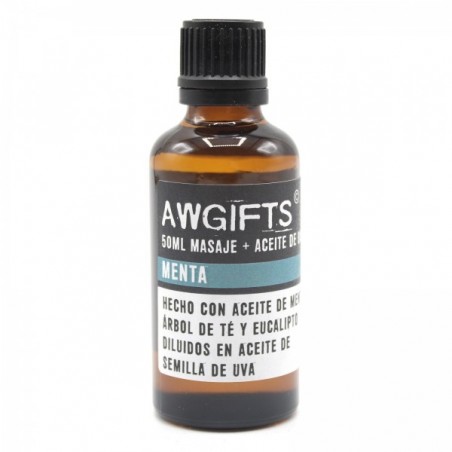 AWGIFTS©
50ML MASAJE + ACEITE DE
MENTA
HECHO CON ACEITE DE
ÁRBOL DE TÉ Y EUCALIPTO
DILUIDOS EN ACEITE DE
SEMILLA DE UVA